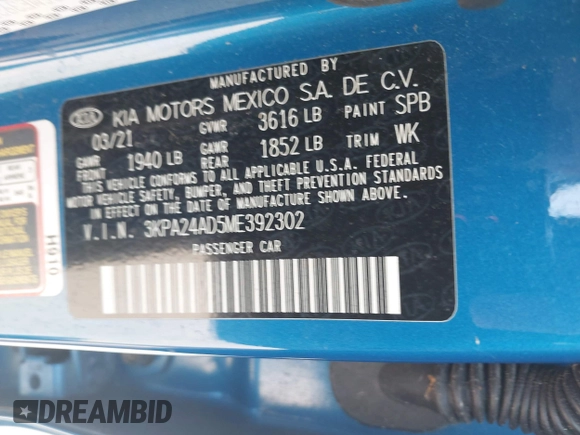 MANUFACTURED BY
KIA KIA MOTORS MEXICO S.A. DE C.V.
03/21 GVWR 3616 LB PAINT SPB
GAWR FRONT 1940 LB GAWR REAR 1852 LB TRIM WK
THIS VEHICLE CONFORMS TO ALL APPLICABLE U.S.A. FEDERAL
MOTOR VEHICLE SAFETY, BUMPER, AND THEFT PREVENTION STANDARDS
IN EFFECT ON THE DATE OF MANUFACTURE SHOWN ABOVE.
V.I.N. 3KPA24AD5ME392302
PASSENGER CAR
H910
DREAMBID